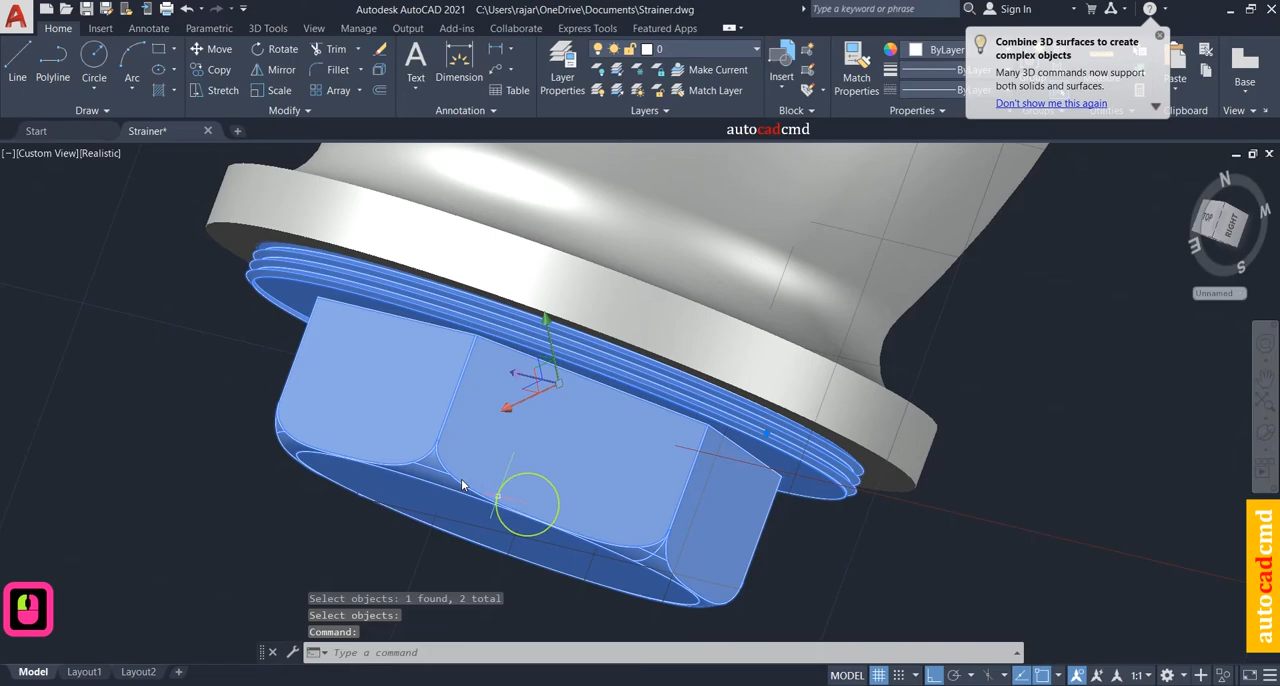 Autodesk AutoCAD 2021 C:\Users\rajar\OneDrive\Documents\Strainer.dwg
Type a keyword or phrase
Sign In
Home Insert Annotate Parametric 3D Tools View Manage Output Add-ins Collaborate Express Tools Featured Apps
Line Polyline Circle Arc
Move Rotate Trim
Copy Mirror Fillet
Stretch Scale Array
Text Dimension Table
Layer Properties
0
Make Current
Match Layer
Insert
Match Properties
ByLayer
Paste
Base
Draw Modify Annotation Layers Block Properties Clipboard View
Combine 3D surfaces to create complex objects
Many 3D commands now support both solids and surfaces.
Don't show me this again
Start Strainer*
autocadcmd
[−][Custom View][Realistic]
N
W
E
S
RIGHT
Unnamed
Select objects: 1 found, 2 total
Select objects:
Command:
Type a command
autocadcmd
Model Layout1 Layout2
MODEL
1:1